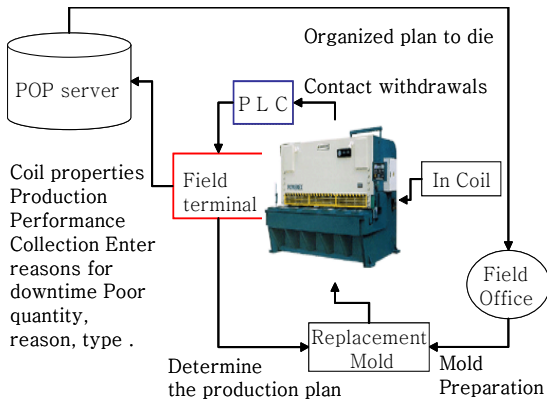 Organized plan to die
POP server
P L C
Contact withdrawals
Coil properties
Production
Performance
Collection Enter
reasons for
downtime Poor
quantity,
reason, type .
Field
terminal
In Coil
Field
Office
Replacement
Mold
Determine
the production plan
Mold
Preparation